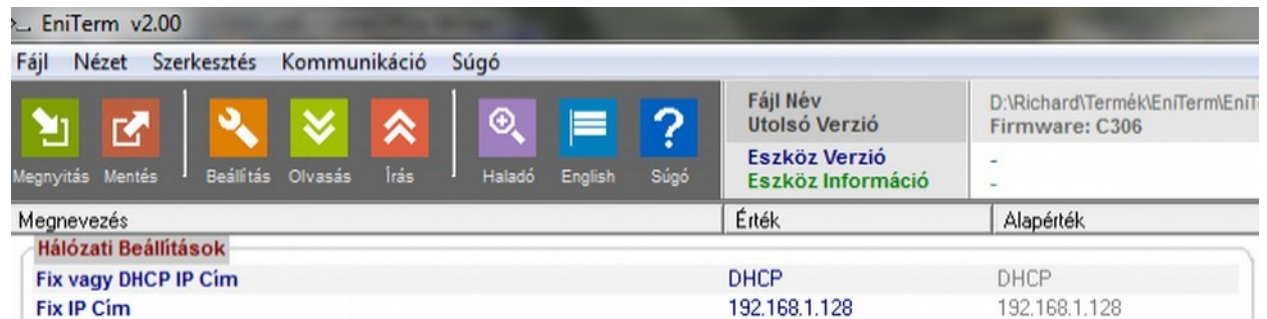 EniTerm v2.00
Fájl Nézet Szerkesztés Kommunikáció Súgó
Megnyitás Mentés Beállítás Olvasás Írás Haladó English Súgó
Fájl Név D:\Richard\Termék\EniTerm\EniT
Utolsó Verzió Firmware: C306
Eszköz Verzió -
Eszköz Információ -
Megnevezés Érték Alapérték
Hálózati Beállítások
Fix vagy DHCP IP Cím DHCP DHCP
Fix IP Cím 192.168.1.128 192.168.1.128